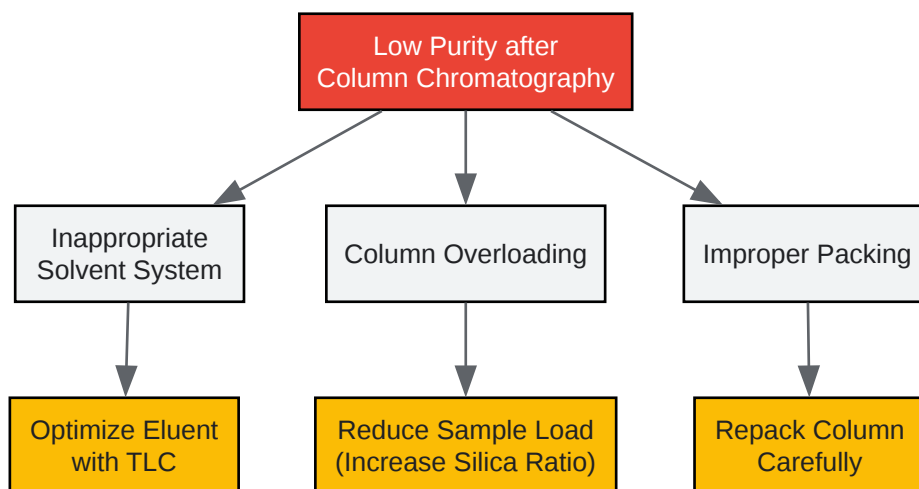 Low Purity after
Column Chromatography
Inappropriate
Solvent System
Column Overloading
Improper Packing
Optimize Eluent
with TLC
Reduce Sample Load
(Increase Silica Ratio)
Repack Column
Carefully